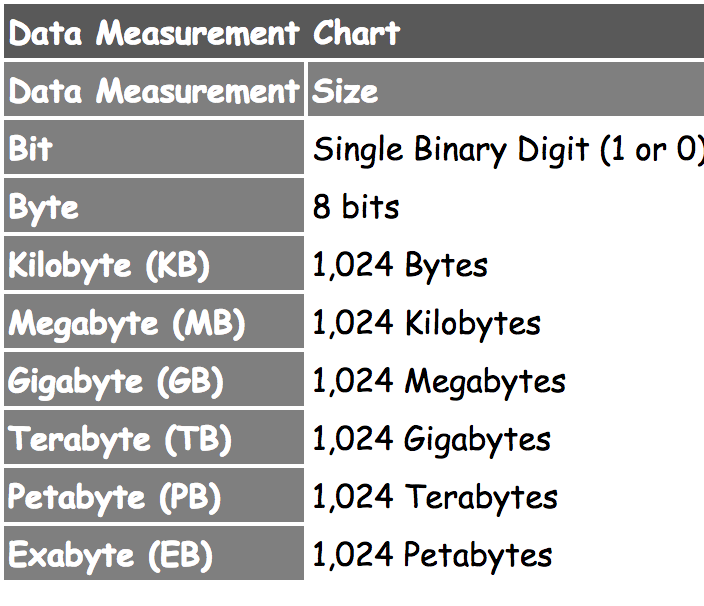 Data Measurement Chart
Data Measurement Size
Bit Single Binary Digit (1 or 0)
Byte 8 bits
Kilobyte (KB) 1,024 Bytes
Megabyte (MB) 1,024 Kilobytes
Gigabyte (GB) 1,024 Megabytes
Terabyte (TB) 1,024 Gigabytes
Petabyte (PB) 1,024 Terabytes
Exabyte (EB) 1,024 Petabytes